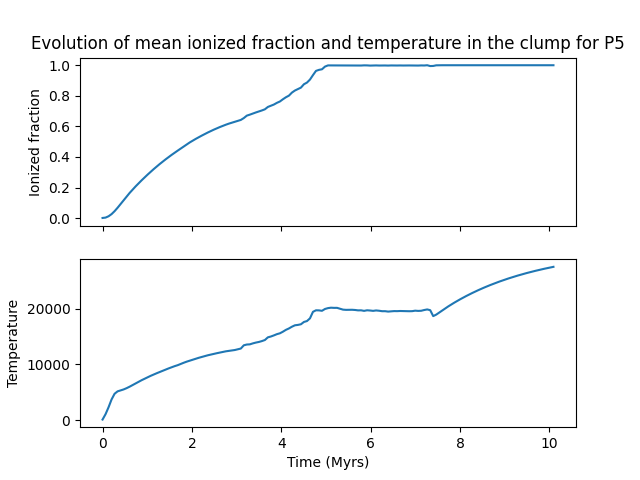 Evolution of mean ionized fraction and temperature in the clump for P5
1.0
0.8
0.6
0.4
0.2
0.0
Ionized fraction
20000
10000
0
Temperature
0 2 4 6 8 10
Time (Myrs)